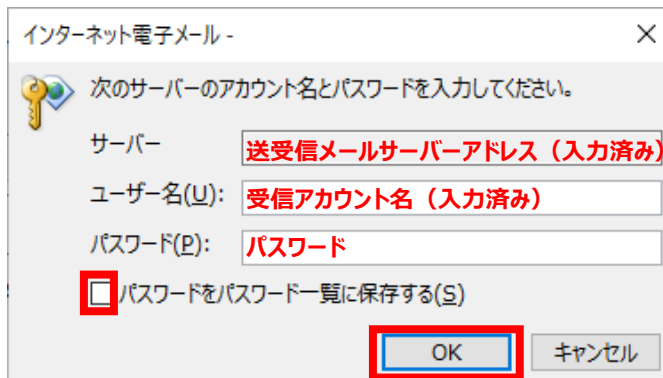 インターネット電子メール -
次のサーバーのアカウント名とパスワードを入力してください。
サーバー 送受信メールサーバーアドレス（入力済み）
ユーザー名(U): 受信アカウント名（入力済み）
パスワード(P): パスワード
パスワードをパスワード一覧に保存する(S)
OK キャンセル